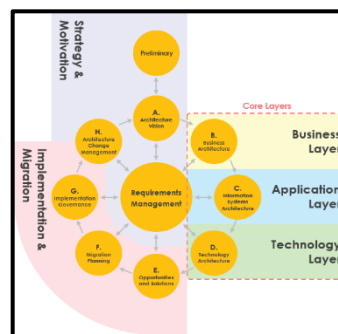 Strategy &
Motivation
Preliminary
A.
Architecture
Vision
Core Layers
H.
Architecture
Change
Management
B.
Business
Architecture
Business
Layer
Implementation &
Migration
G.
Implementation
Governance
Requirements
Management
C.
Information
Systems
Architecture
Application
Layer
F.
Migration
Planning
D.
Technology
Architecture
Technology
Layer
E.
Opportunities
and Solutions